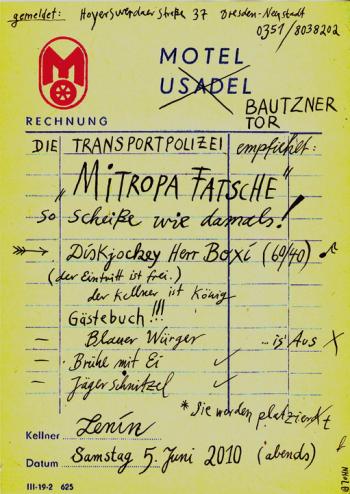 gemeldet: Hoyerswerdaer Straße 37 Dresden-Neustadt
0351/8038202
M
MOTEL
USADEL
BAUTZNER
TOR
RECHNUNG
DIE TRANSPORTPOLIZEI empfiehlt:
"MiTROPA FATSCHE"
So scheiße wie damals!
Diskjockey Herr Boxi (60/40)
(der Eintritt ist frei.)
der Kellner ist König
Gästebuch!!!
— Blauer Würger ...is' Aus X
— Brühe mit Ei ✓
— Jägerschnitzel ✓
* Sie werden platzienkt
Kellner Lenin
Datum Samstag 5. Juni 2010 (abends)
III-19-2 625